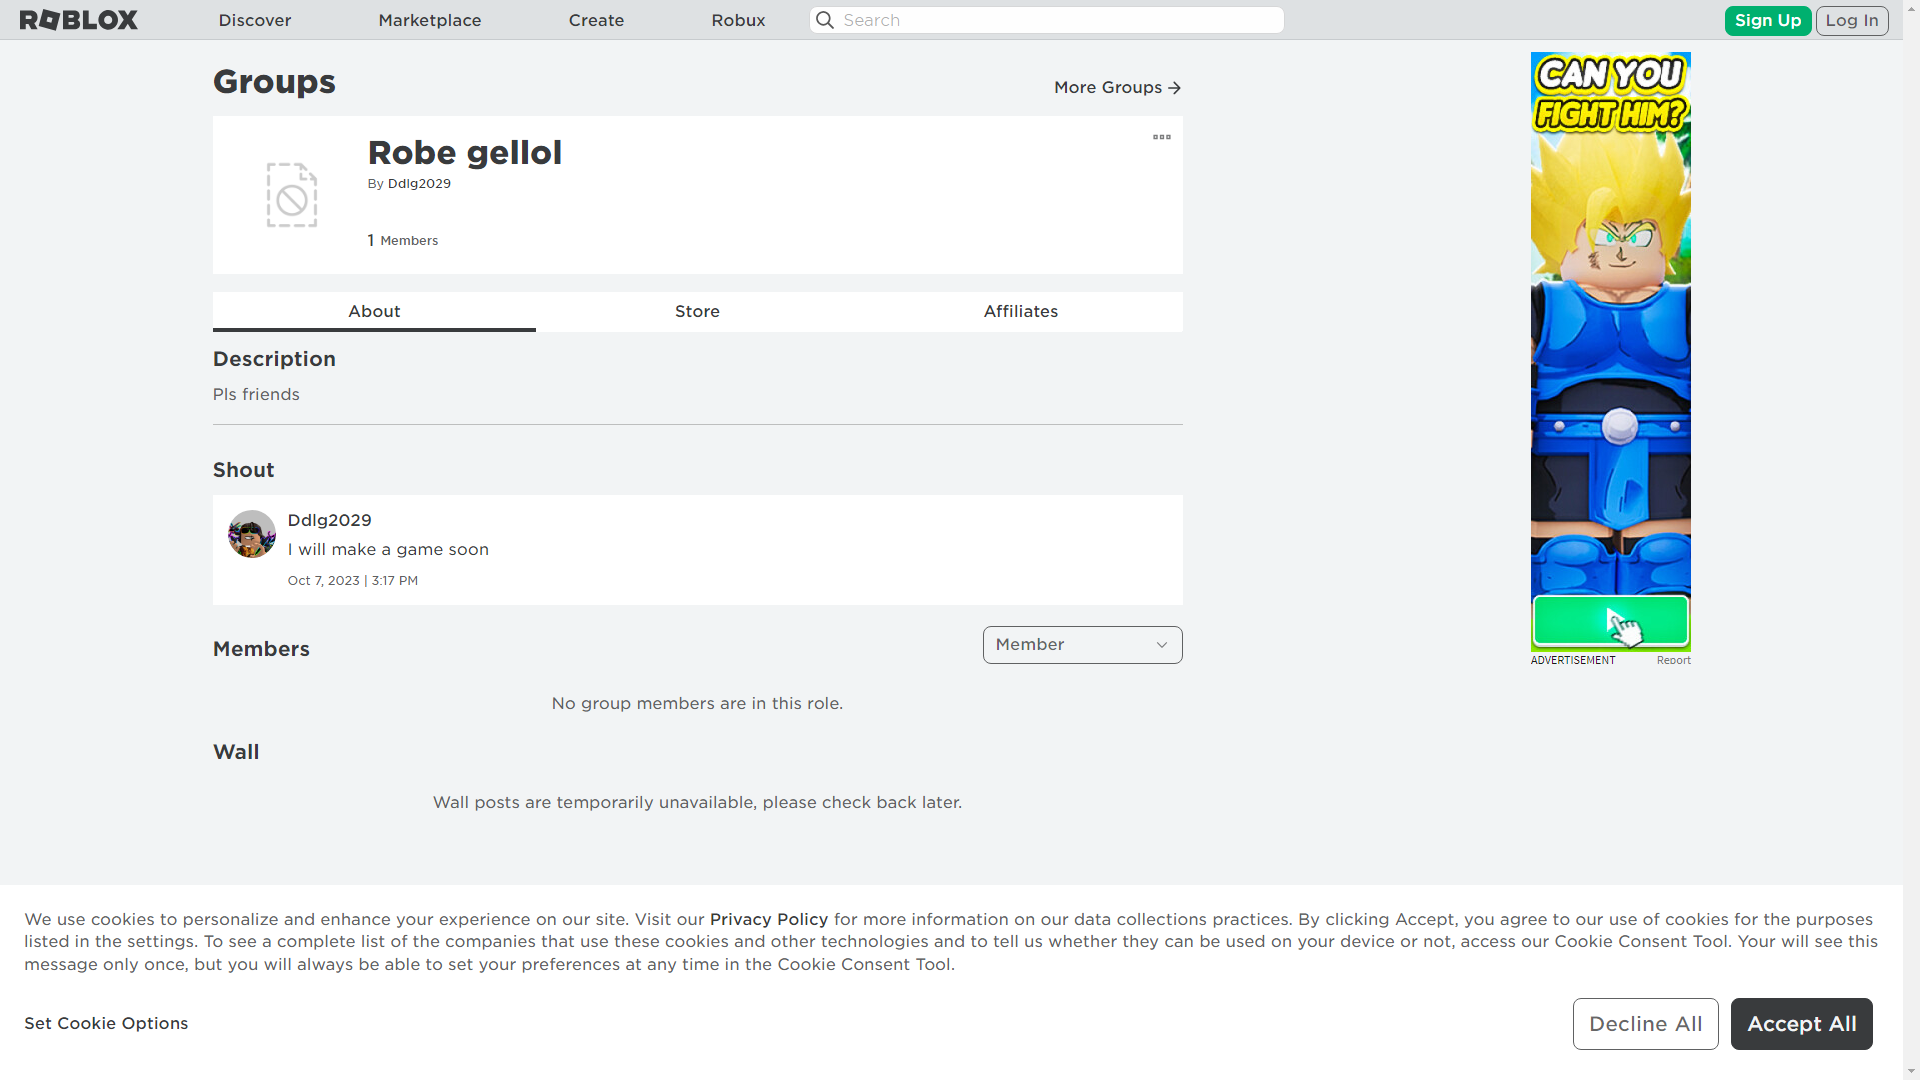 ROBLOX
Discover
Marketplace
Create
Robux
Search
Sign Up
Log In
Groups
More Groups
Robe gellol
By Ddlg2029
1 Members
About
Store
Affiliates
Description
Pls friends
Shout
Ddlg2029
I will make a game soon
Oct 7, 2023 | 3:17 PM
Members
Member
No group members are in this role.
Wall
Wall posts are temporarily unavailable, please check back later.
CAN YOU
FIGHT HIM?
ADVERTISEMENT
Report
We use cookies to personalize and enhance your experience on our site. Visit our Privacy Policy for more information on our data collections practices. By clicking Accept, you agree to our use of cookies for the purposes
listed in the settings. To see a complete list of the companies that use these cookies and other technologies and to tell us whether they can be used on your device or not, access our Cookie Consent Tool. Your will see this
message only once, but you will always be able to set your preferences at any time in the Cookie Consent Tool.
Set Cookie Options
Decline All
Accept All